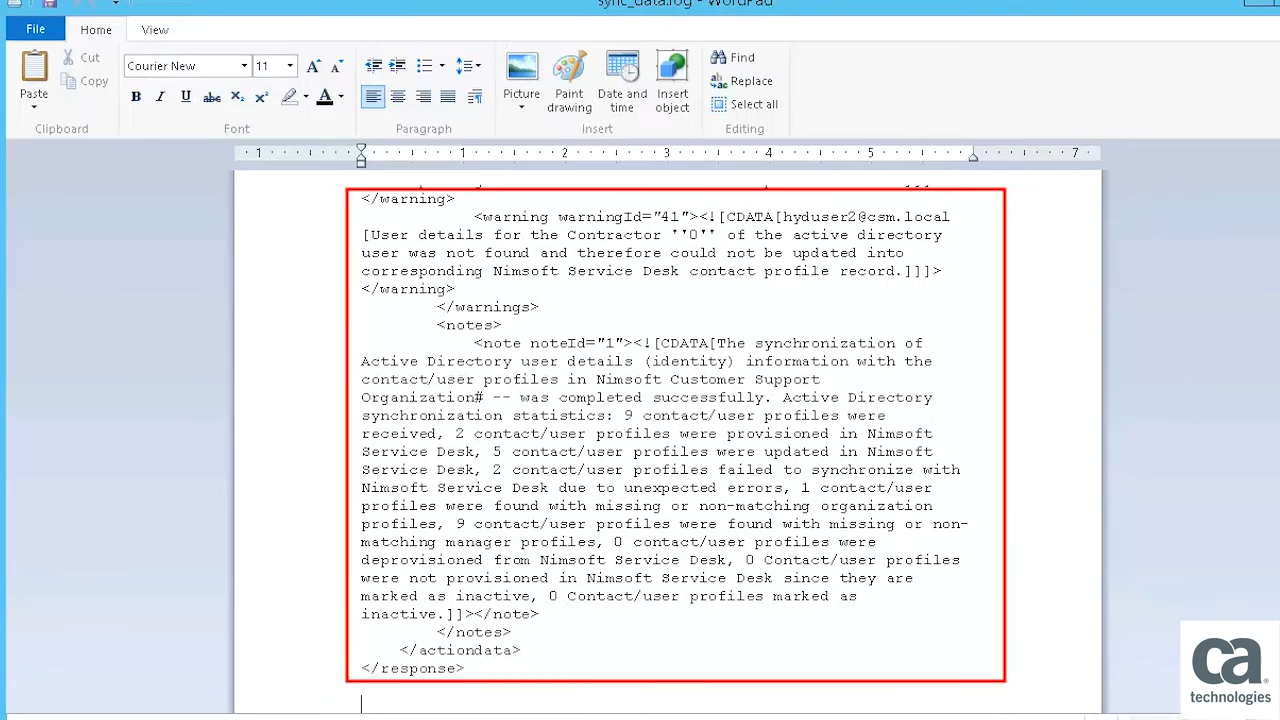 sync_data.log - WordPad
File
Home
View
Cut
Copy
Paste
Clipboard
Courier New
11
Font
Paragraph
Picture
Paint drawing
Date and time
Insert object
Insert
Find
Replace
Select all
Editing
1 1 2 3 4 5 7
</warning>
<warning warningId="41"><![CDATA[hyduser2@csm.local
[User details for the Contractor ''0'' of the active directory
user was not found and therefore could not be updated into
corresponding Nimsoft Service Desk contact profile record.]]]>
</warning>
</warnings>
<notes>
<note noteId="1"><![CDATA[The synchronization of
Active Directory user details (identity) information with the
contact/user profiles in Nimsoft Customer Support
Organization# -- was completed successfully. Active Directory
synchronization statistics: 9 contact/user profiles were
received, 2 contact/user profiles were provisioned in Nimsoft
Service Desk, 5 contact/user profiles were updated in Nimsoft
Service Desk, 2 contact/user profiles failed to synchronize with
Nimsoft Service Desk due to unexpected errors, 1 contact/user
profiles were found with missing or non-matching organization
profiles, 9 contact/user profiles were found with missing or non-
matching manager profiles, 0 contact/user profiles were
deprovisioned from Nimsoft Service Desk, 0 Contact/user profiles
were not provisioned in Nimsoft Service Desk since they are
marked as inactive, 0 Contact/user profiles marked as
inactive.]]></note>
</notes>
</actiondata>
</response>
ca
technologies